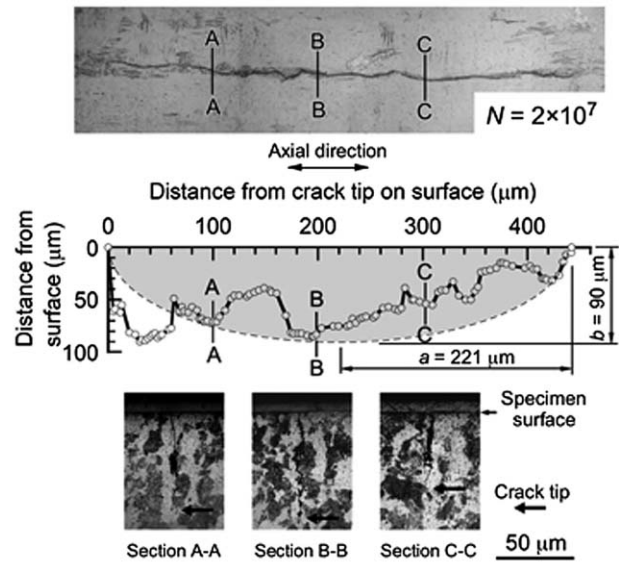 A B C
A B C
N = 2×10⁷
Axial direction
Distance from crack tip on surface (μm)
0 100 200 300 400
Distance from surface (μm)
0
50
100
A B C
A B C
b = 90 μm
a = 221 μm
Specimen surface
Crack tip
Section A-A Section B-B Section C-C
50 μm